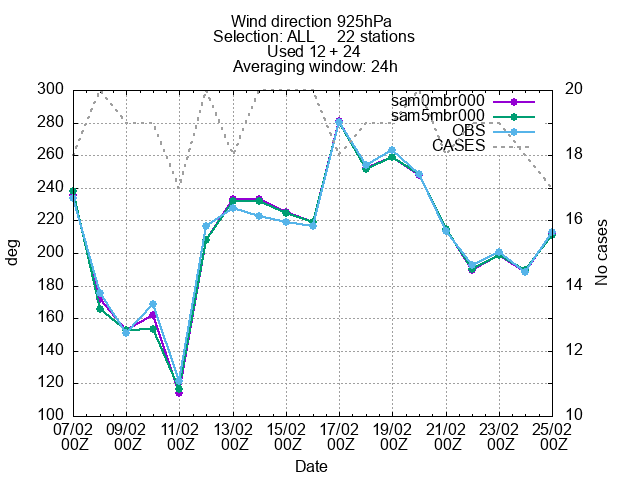 Wind direction 925hPa
Selection: ALL 22 stations
Used 12 + 24
Averaging window: 24h
deg
300
280
260
240
220
200
180
160
140
120
100
sam0mbr000
sam5mbr000
OBS
CASES
20
18
16
14
12
10
No cases
07/02 09/02 11/02 13/02 15/02 17/02 19/02 21/02 23/02 25/02
00Z 00Z 00Z 00Z 00Z 00Z 00Z 00Z 00Z 00Z
Date